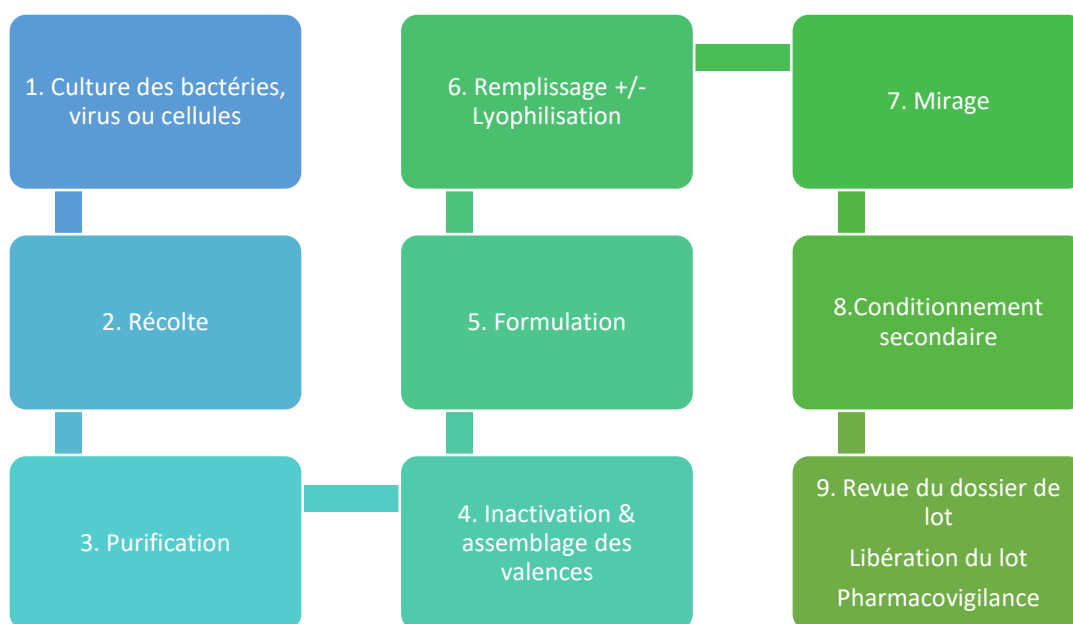 1. Culture des bactéries,
virus ou cellules
2. Récolte
3. Purification
4. Inactivation &
assemblage des
valences
5. Formulation
6. Remplissage +/-
Lyophilisation
7. Mirage
8.Conditionnement
secondaire
9. Revue du dossier de
lot
Libération du lot
Pharmacovigilance